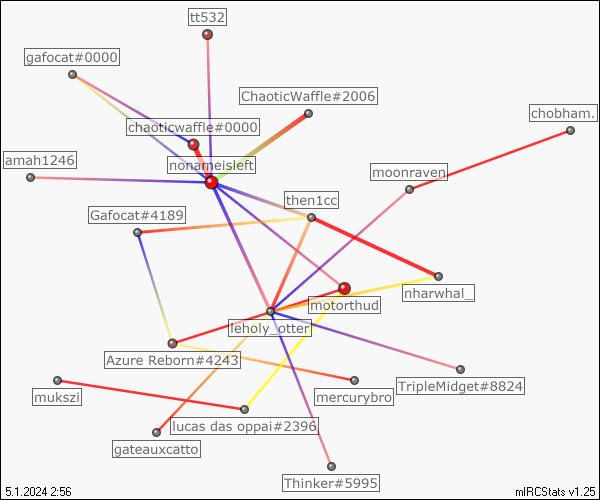 tt532
gafocat#0000
ChaoticWaffle#2006
chobham.
chaoticwaffle#0000
amah1246
nonameisleft
moonraven
then1cc
Gafocat#4189
nharwhal_
motorthud
leholy_otter
Azure Reborn#4243
TripleMidget#8824
mukszi
mercurybro
lucas das oppai#2396
gateauxcatto
Thinker#5995
5.1.2024 2:56
mIRCStats v1.25